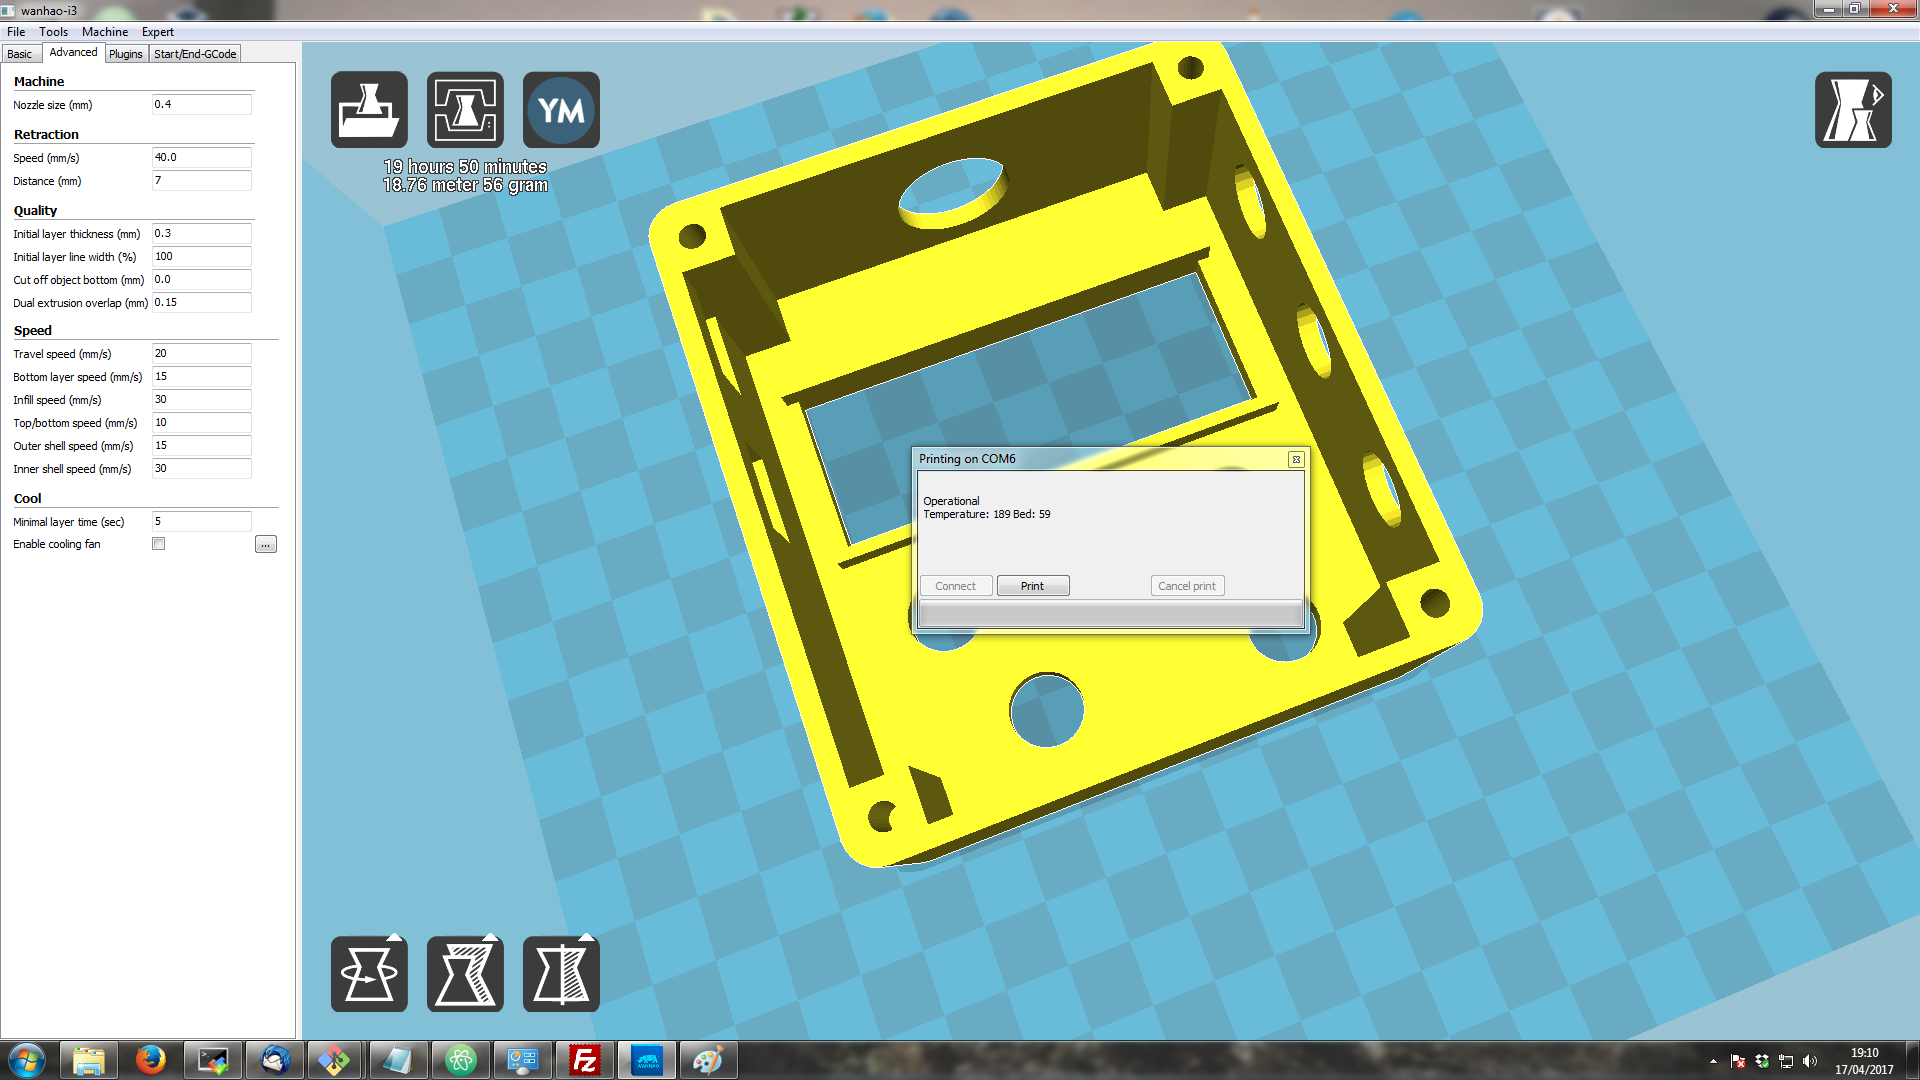 wanhao-i3
File Tools Machine Expert
Basic Advanced Plugins Start/End-GCode
Machine
Nozzle size (mm) 0.4
Retraction
Speed (mm/s) 40.0
Distance (mm) 7
Quality
Initial layer thickness (mm) 0.3
Initial layer line width (%) 100
Cut off object bottom (mm) 0.0
Dual extrusion overlap (mm) 0.15
Speed
Travel speed (mm/s) 20
Bottom layer speed (mm/s) 15
Infill speed (mm/s) 30
Top/bottom speed (mm/s) 10
Outer shell speed (mm/s) 15
Inner shell speed (mm/s) 30
Cool
Minimal layer time (sec) 5
Enable cooling fan ...
YM
19 hours 50 minutes
18.76 meter 56 gram
Printing on COM6
Operational
Temperature: 189 Bed: 59
Connect Print Cancel print
Fz
WANHAO
19:10
17/04/2017